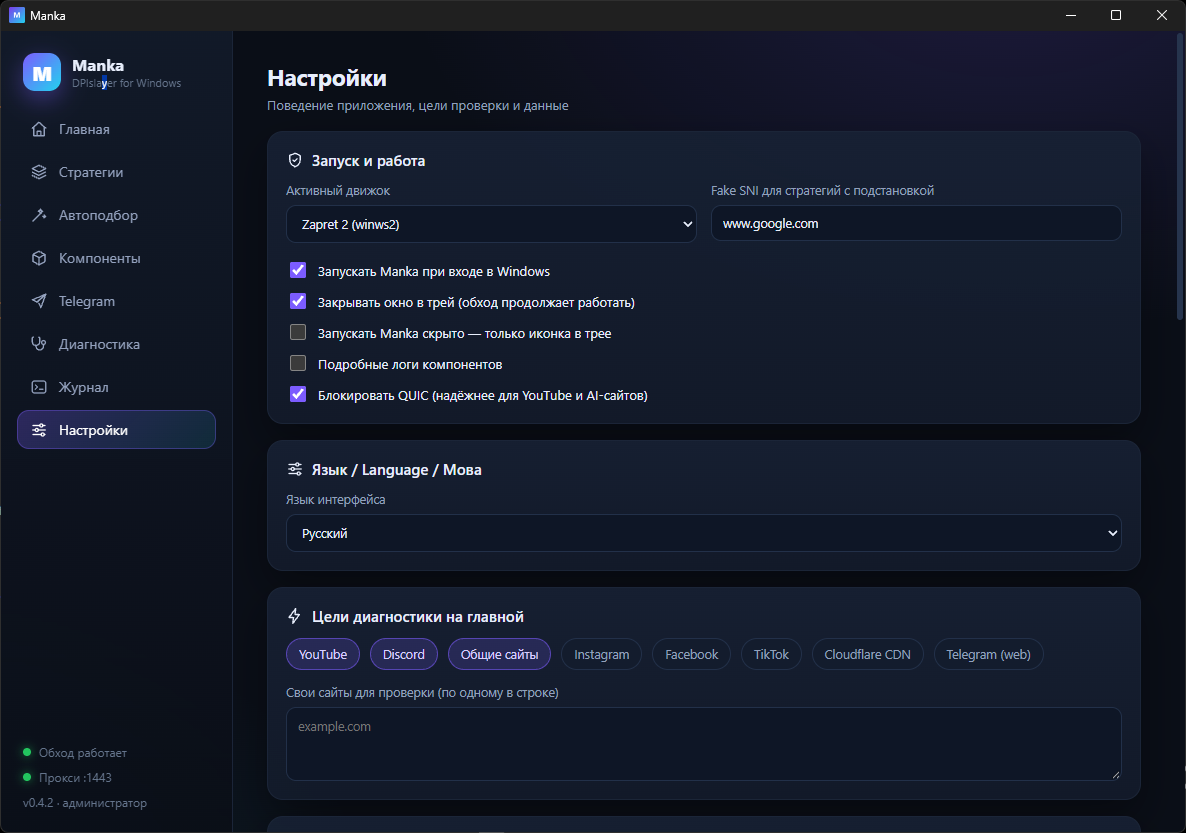 M Manka
M Manka
DPIslayer for Windows
Главная
Стратегии
Автоподбор
Компоненты
Telegram
Диагностика
Журнал
Настройки
Обход работает
Прокси :1443
v0.4.2 · администратор
Настройки
Поведение приложения, цели проверки и данные
Запуск и работа
Активный движок
Zapret 2 (winws2)
Fake SNI для стратегий с подстановкой
www.google.com
Запускать Manka при входе в Windows
Закрывать окно в трей (обход продолжает работать)
Запускать Manka скрыто — только иконка в трее
Подробные логи компонентов
Блокировать QUIC (надёжнее для YouTube и AI-сайтов)
Язык / Language / Мова
Язык интерфейса
Русский
Цели диагностики на главной
YouTube Discord Общие сайты Instagram Facebook TikTok Cloudflare CDN Telegram (web)
Свои сайты для проверки (по одному в строке)
example.com